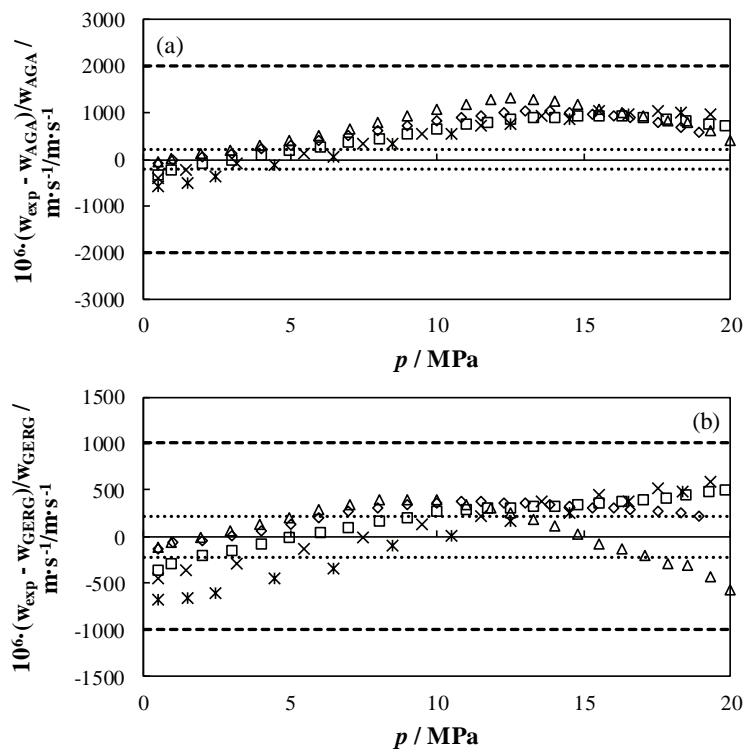 (a)
10⁶·(w_exp - w_AGA)/w_AGA /
m·s⁻¹/m·s⁻¹
3000
2000
1000
0
-1000
-2000
-3000
0 5 10 15 20
p / MPa
(b)
10⁶·(w_exp - w_GERG)/w_GERG /
m·s⁻¹/m·s⁻¹
1500
1000
500
0
-500
-1000
-1500
0 5 10 15 20
p / MPa